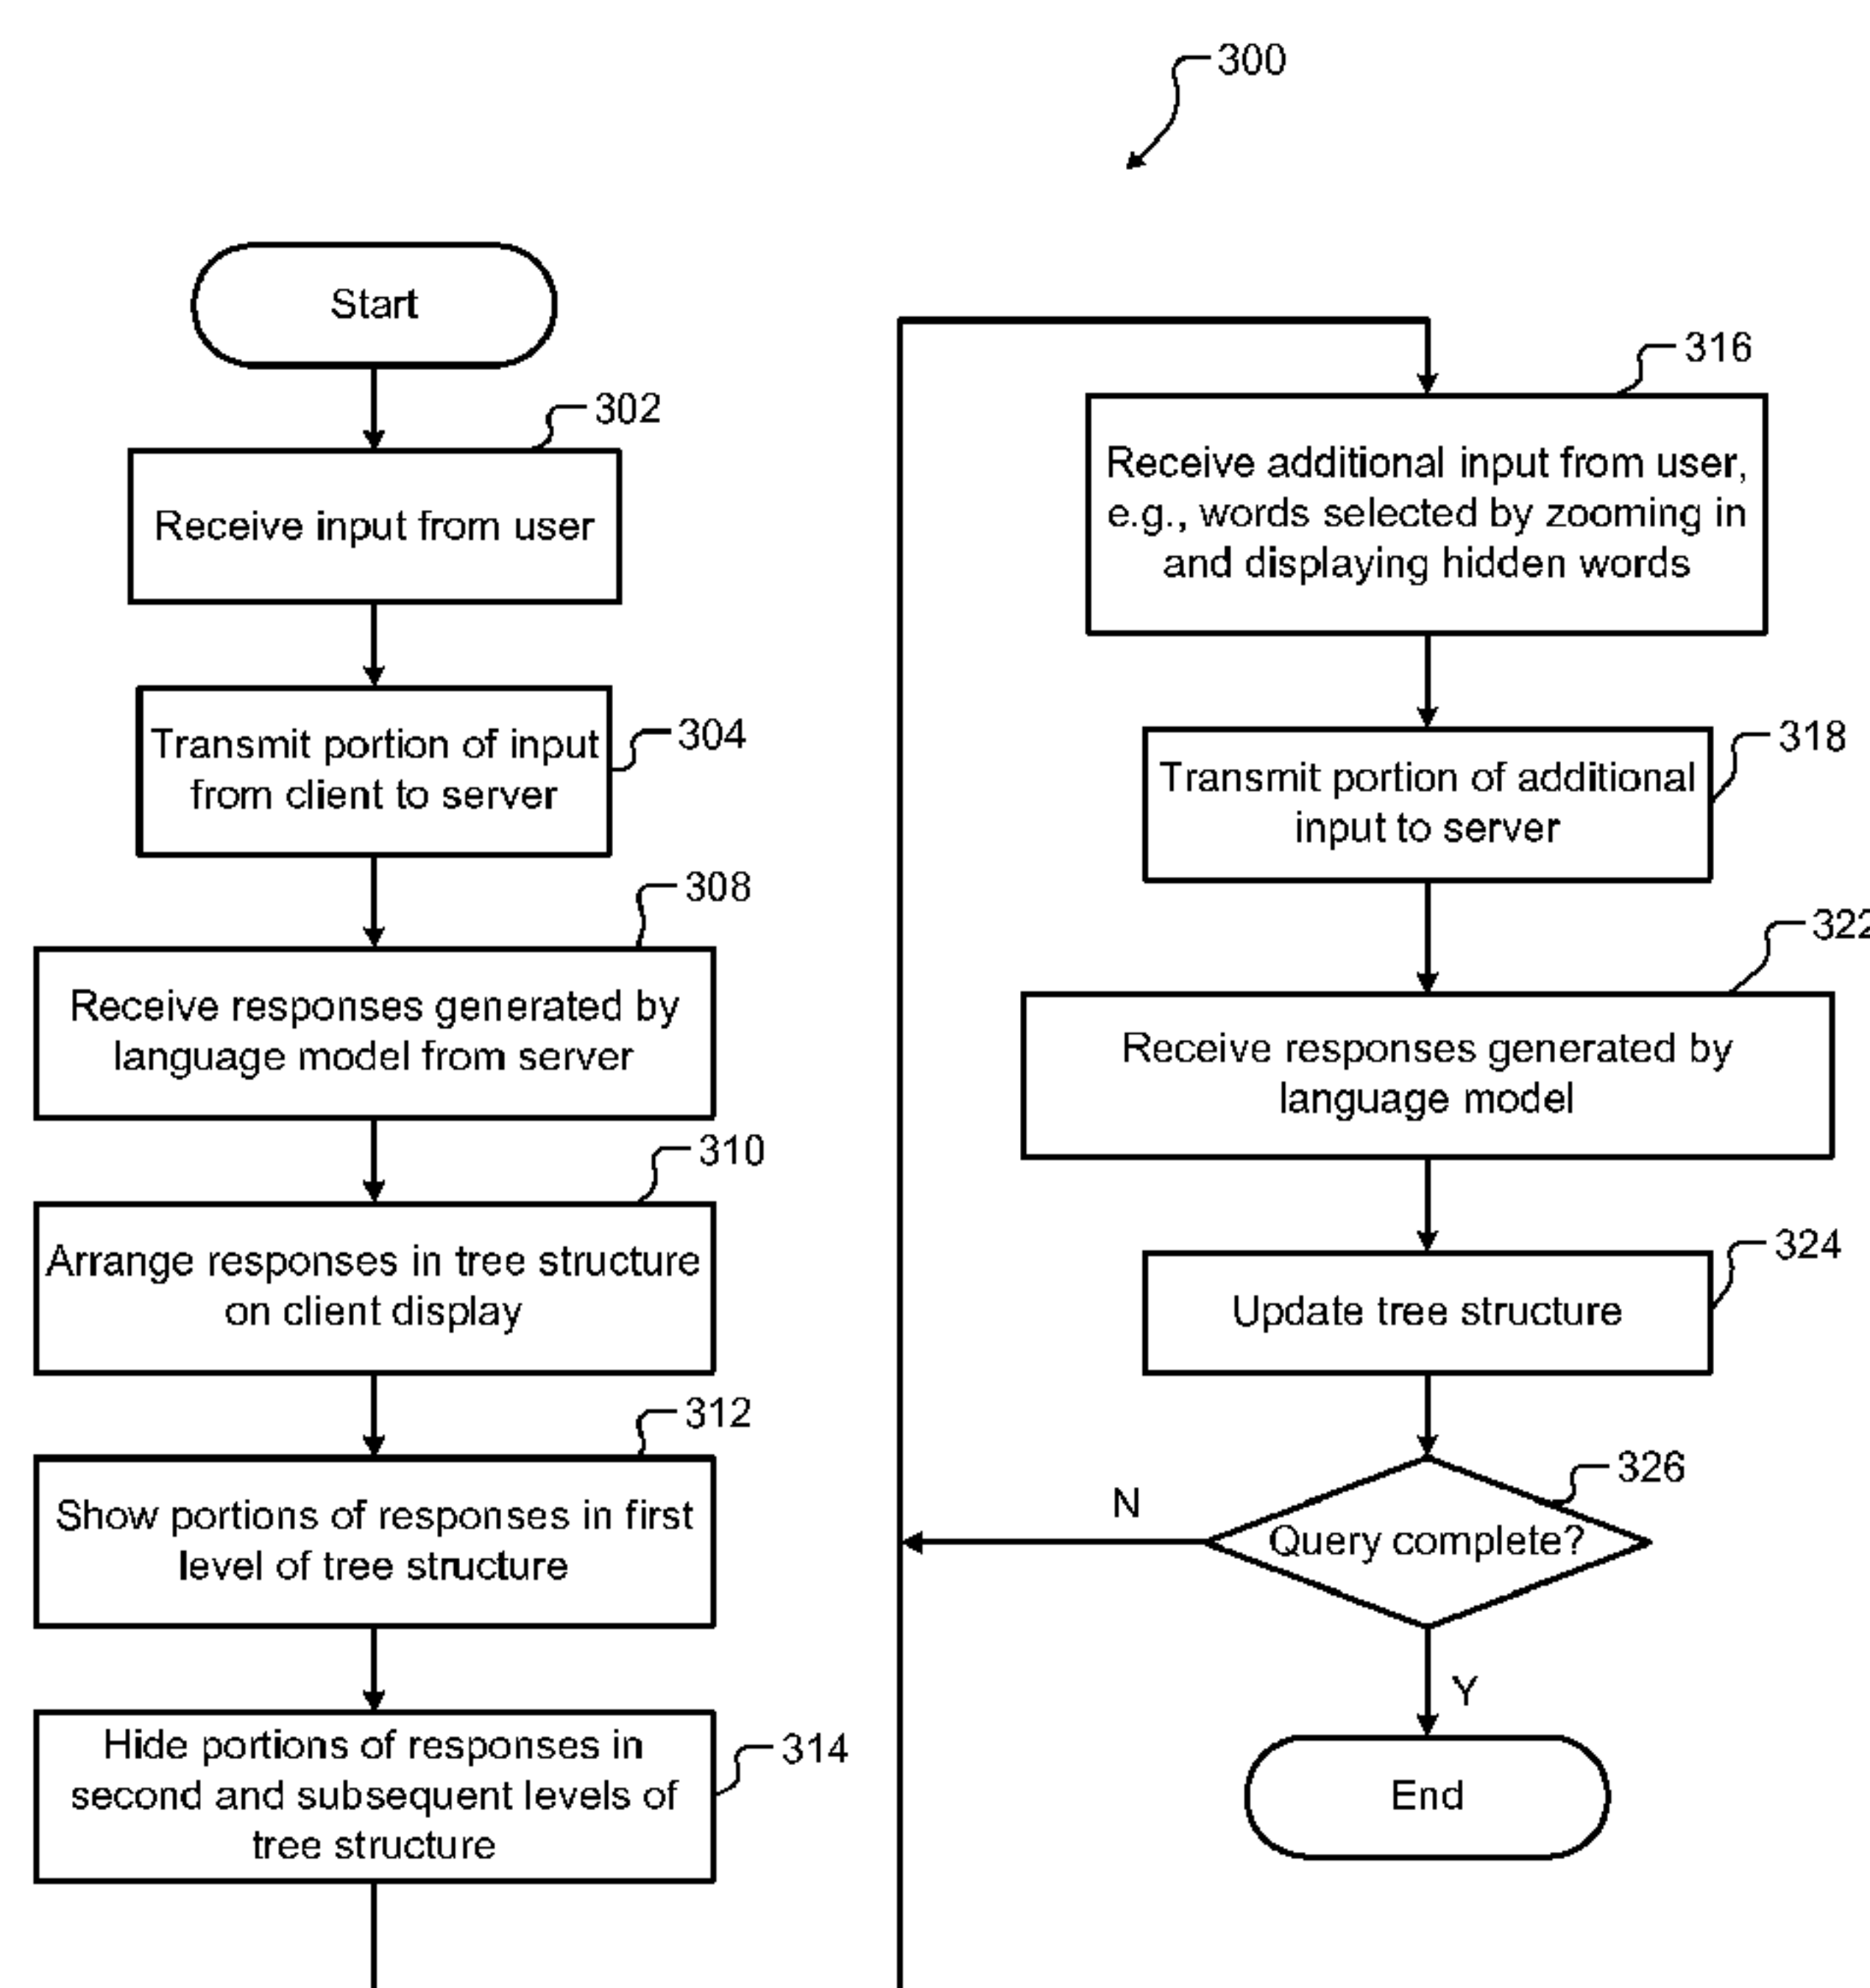 300
Start
302
Receive input from user
304
Transmit portion of input
from client to server
308
Receive responses generated by
language model from server
310
Arrange responses in tree structure
on client display
312
Show portions of responses in first
level of tree structure
314
Hide portions of responses in
second and subsequent levels of
tree structure
316
Receive additional input from user,
e.g., words selected by zooming in
and displaying hidden words
318
Transmit portion of additional
input to server
322
Receive responses generated by
language model
324
Update tree structure
326
Query complete?
N
Y
End